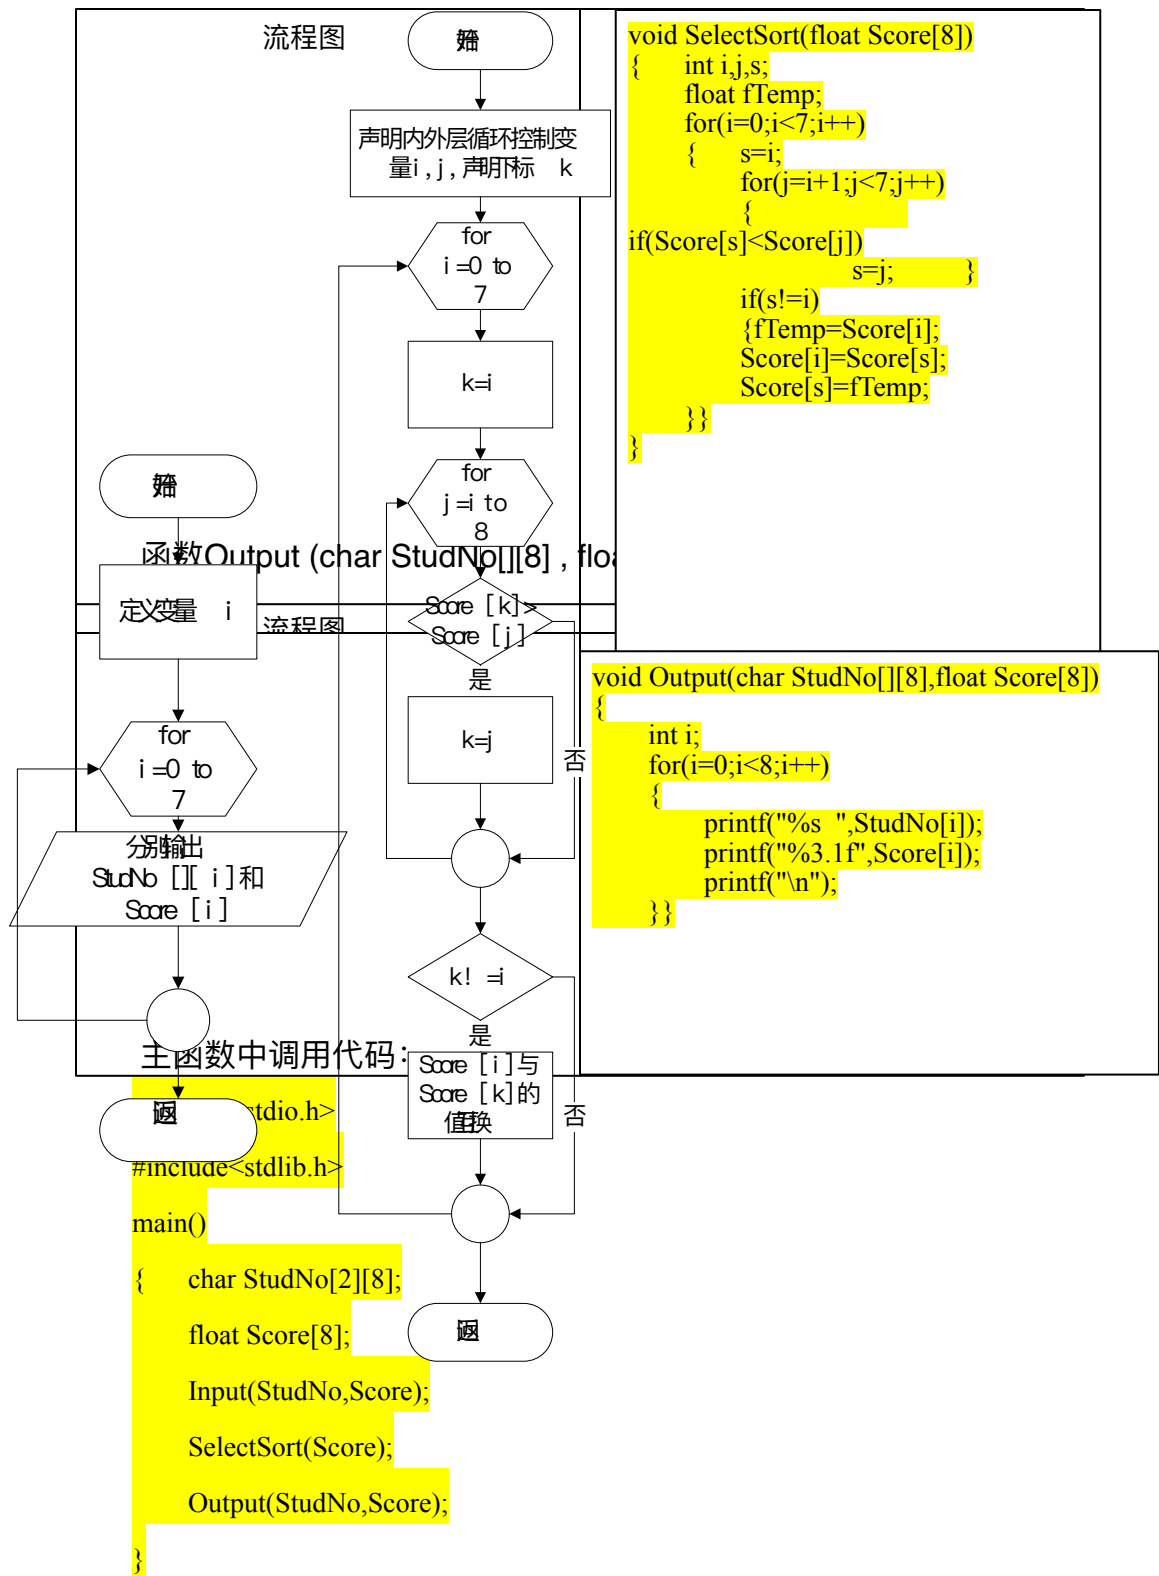 流程图
开始
声明内外层循环控制变
量i,j,声明下标 k
for
i=0 to
7
k=i
for
j=i to
8
Score [k]>
Score [j]
是
k=j
否
k! =i
是
Score [i]与
Score [k]的
值互换
否
返回
void SelectSort(float Score[8])
{ int i,j,s;
float fTemp;
for(i=0;i<7;i++)
{ s=i;
for(j=i+1;j<7;j++)
{
if(Score[s]<Score[j])
s=j; }
if(s!=i)
{fTemp=Score[i];
Score[i]=Score[s];
Score[s]=fTemp;
}}
}
函数Output (char StudNo[][8] , floa
流程图
开始
定义变量 i
for
i=0 to
7
分别输出
StudNo [][ i]和
Score [i]
返回
void Output(char StudNo[][8],float Score[8])
{
int i;
for(i=0;i<8;i++)
{
printf("%s ",StudNo[i]);
printf("%3.1f",Score[i]);
printf("\n");
}}
主函数中调用代码：
tdio.h>
#include<stdlib.h>
main()
{ char StudNo[2][8];
float Score[8];
Input(StudNo,Score);
SelectSort(Score);
Output(StudNo,Score);
}